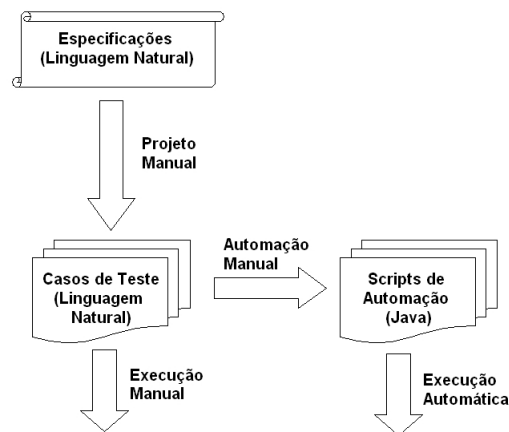 Especificações
(Linguagem Natural)
Projeto
Manual
Casos de Teste
(Linguagem
Natural)
Automação
Manual
Scripts de
Automação
(Java)
Execução
Manual
Execução
Automática